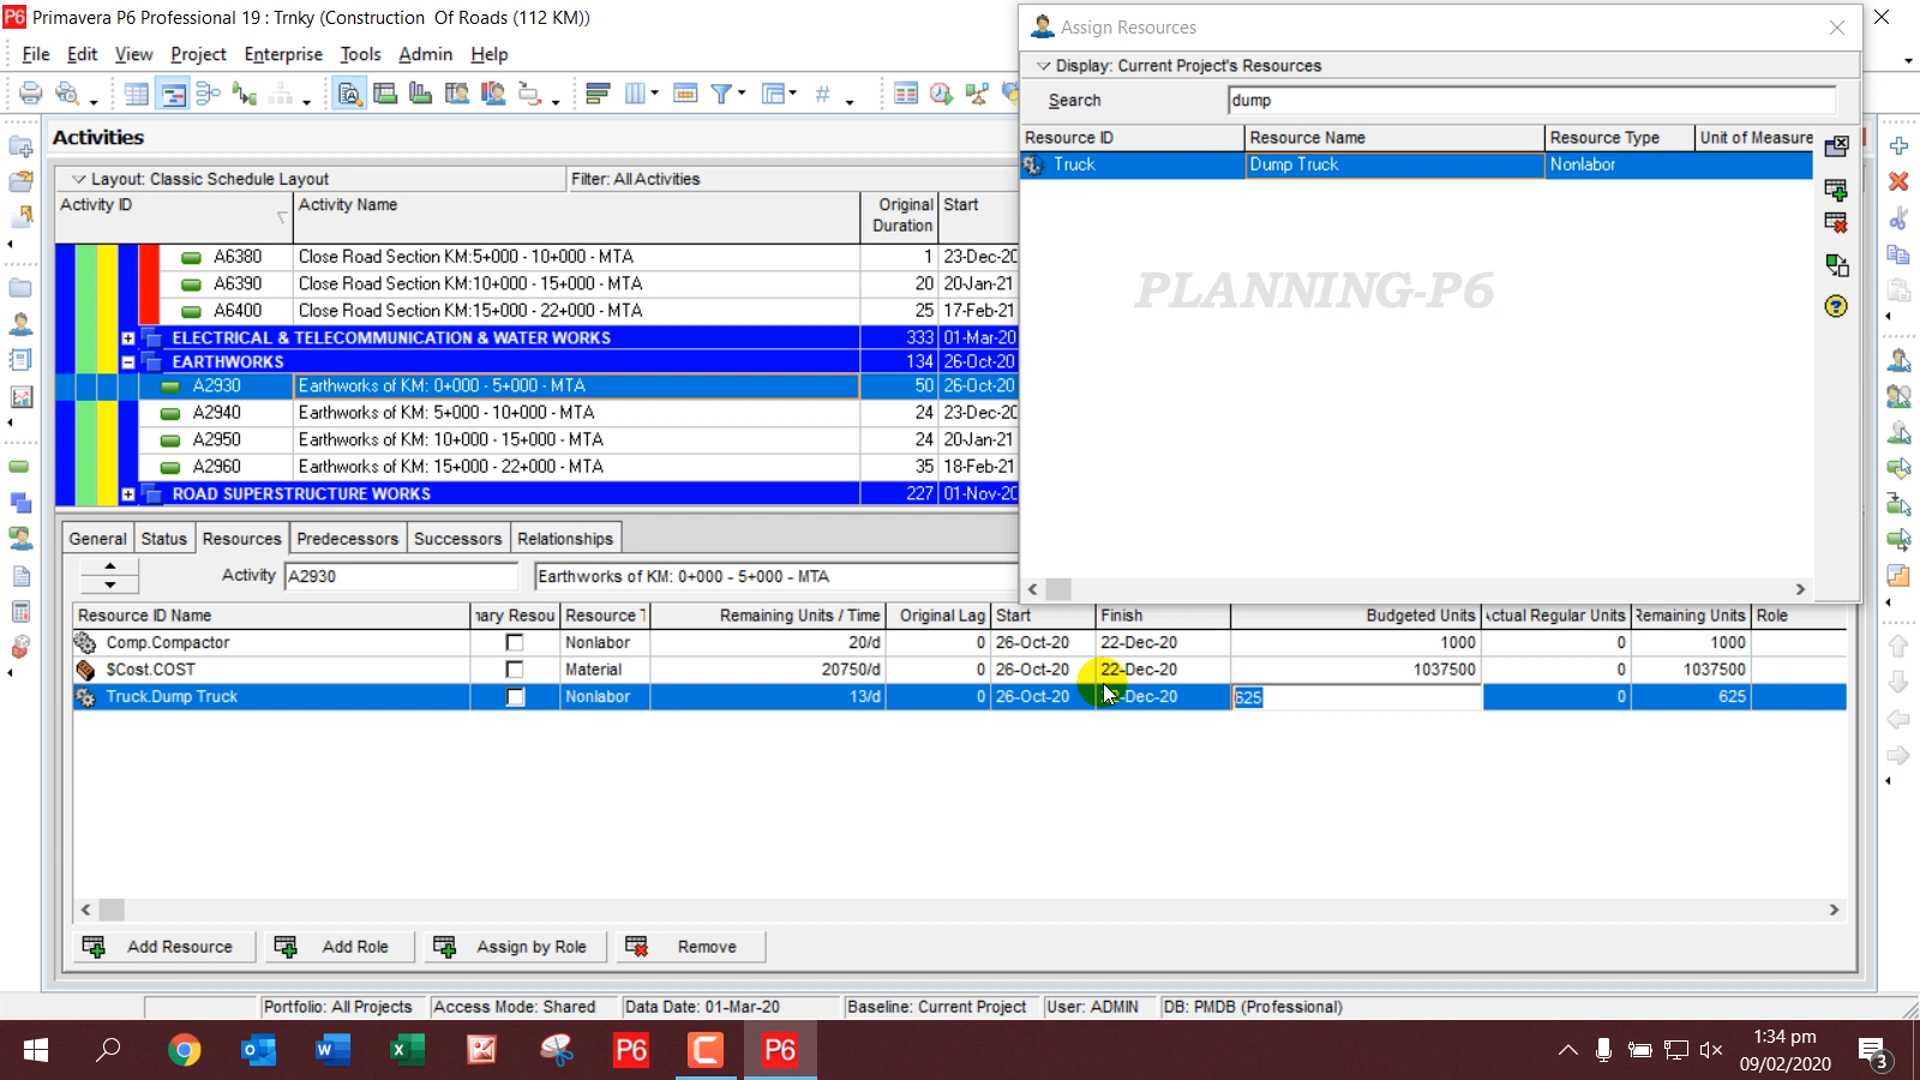 Primavera P6 Professional 19 : Trnky (Construction Of Roads (112 KM))
File Edit View Project Enterprise Tools Admin Help
Activities
Layout: Classic Schedule Layout Filter: All Activities
Activity ID Activity Name Original Duration Start
A6380 Close Road Section KM:5+000 - 10+000 - MTA 1 23-Dec-20
A6390 Close Road Section KM:10+000 - 15+000 - MTA 20 20-Jan-21
A6400 Close Road Section KM:15+000 - 22+000 - MTA 25 17-Feb-21
ELECTRICAL & TELECOMMUNICATION & WATER WORKS 333 01-Mar-20
EARTHWORKS 134 26-Oct-20
A2930 Earthworks of KM: 0+000 - 5+000 - MTA 50 26-Oct-20
A2940 Earthworks of KM: 5+000 - 10+000 - MTA 24 23-Dec-20
A2950 Earthworks of KM: 10+000 - 15+000 - MTA 24 20-Jan-21
A2960 Earthworks of KM: 15+000 - 22+000 - MTA 35 18-Feb-21
ROAD SUPERSTRUCTURE WORKS 227 01-Nov-20
Assign Resources
Display: Current Project's Resources
Search dump
Resource ID Resource Name Resource Type Unit of Measure
Truck Dump Truck Nonlabor
PLANNING-P6
General Status Resources Predecessors Successors Relationships
Activity A2930 Earthworks of KM: 0+000 - 5+000 - MTA
Resource ID Name nary Resou Resource T Remaining Units / Time Original Lag Start Finish Budgeted Units Actual Regular Units Remaining Units Role
Comp.Compactor Nonlabor 20/d 0 26-Oct-20 22-Dec-20 1000 0 1000
$Cost.COST Material 20750/d 0 26-Oct-20 22-Dec-20 1037500 0 1037500
Truck.Dump Truck Nonlabor 13/d 0 26-Oct-20 22-Dec-20 625 0 625
Add Resource Add Role Assign by Role Remove
Portfolio: All Projects Access Mode: Shared Data Date: 01-Mar-20 Baseline: Current Project User: ADMIN DB: PMDB (Professional)
1:34 pm
09/02/2020
3